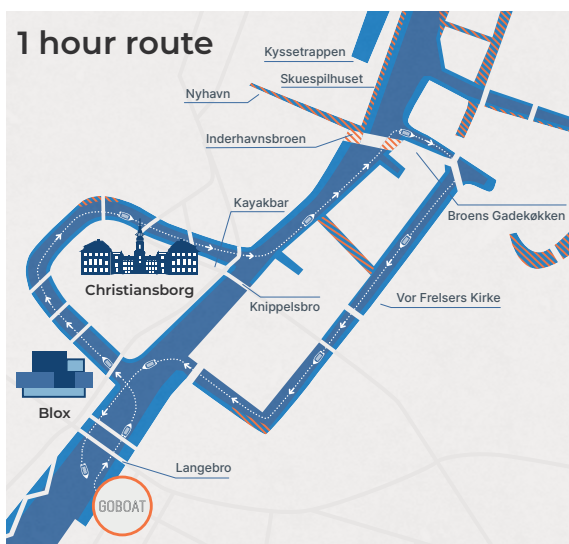 1 hour route
Kyssetrappen
Skuespilhuset
Nyhavn
Inderhavnsbroen
Kayakbar
Broens Gadekøkken
Christiansborg
Knippelsbro
Vor Frelsers Kirke
Blox
Langebro
GOBOAT